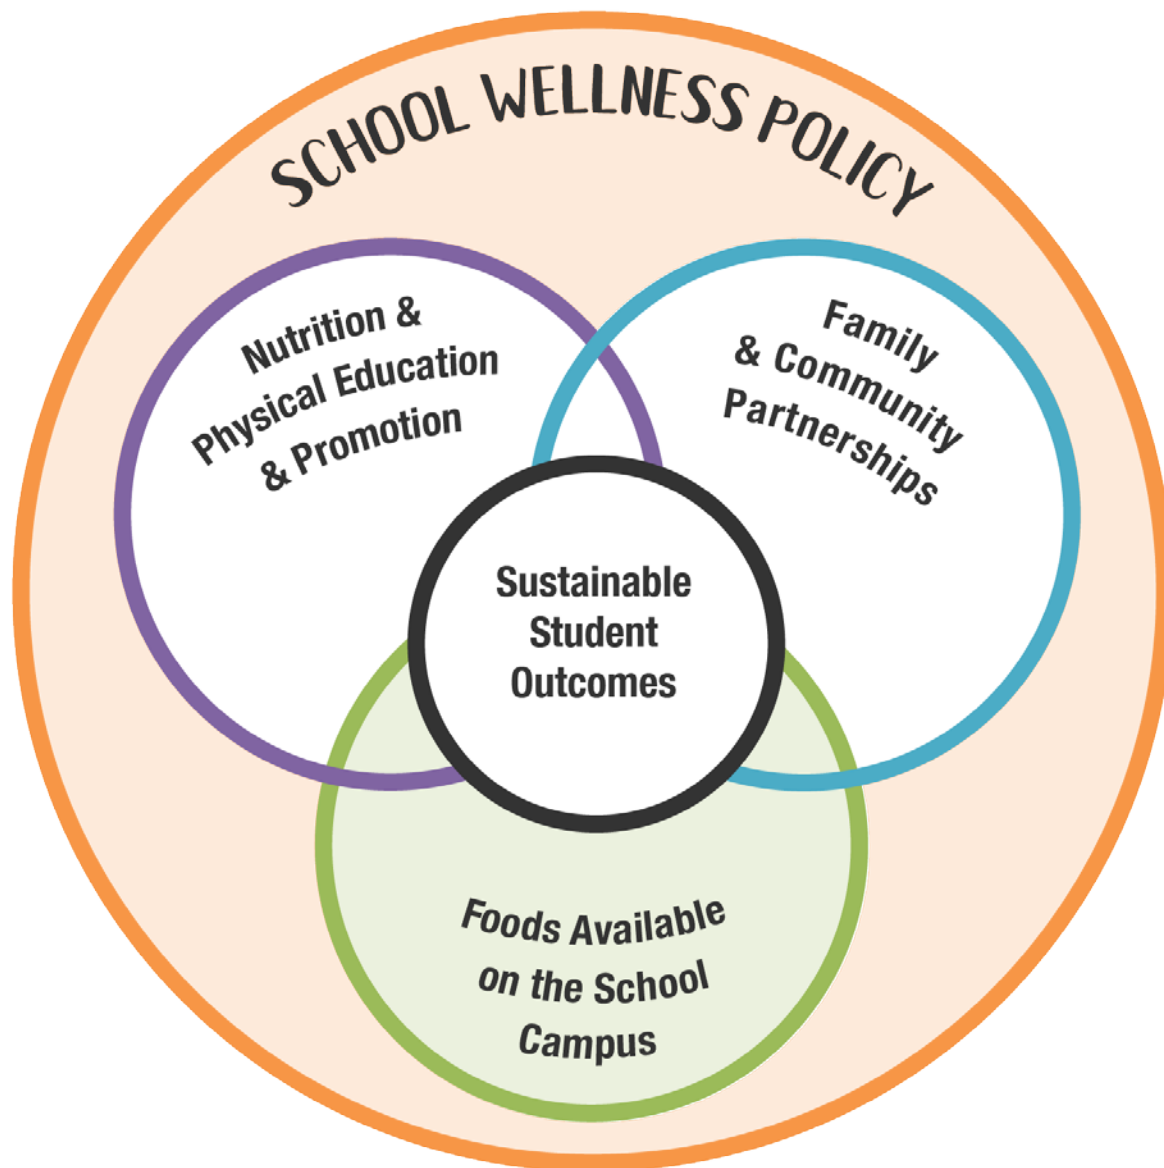 SCHOOL WELLNESS POLICY
Nutrition &
Physical Education
& Promotion
Family
& Community
Partnerships
Sustainable
Student
Outcomes
Foods Available
on the School
Campus